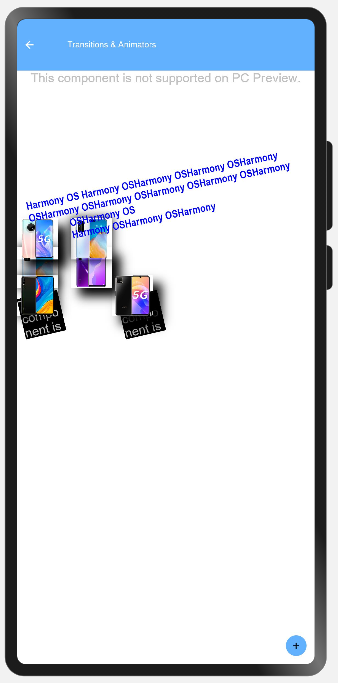 Transitions & Animators
This component is not supported on PC Preview.
Harmony OS Harmony OSHarmony OSHarmony OSHarmony
OSHarmony OSHarmony OSHarmony OSHarmony OSHarmony
OSHarmony OS
Harmony OSHarmony OSHarmony
5G
5G
compo
nent is
compo
nent is
+